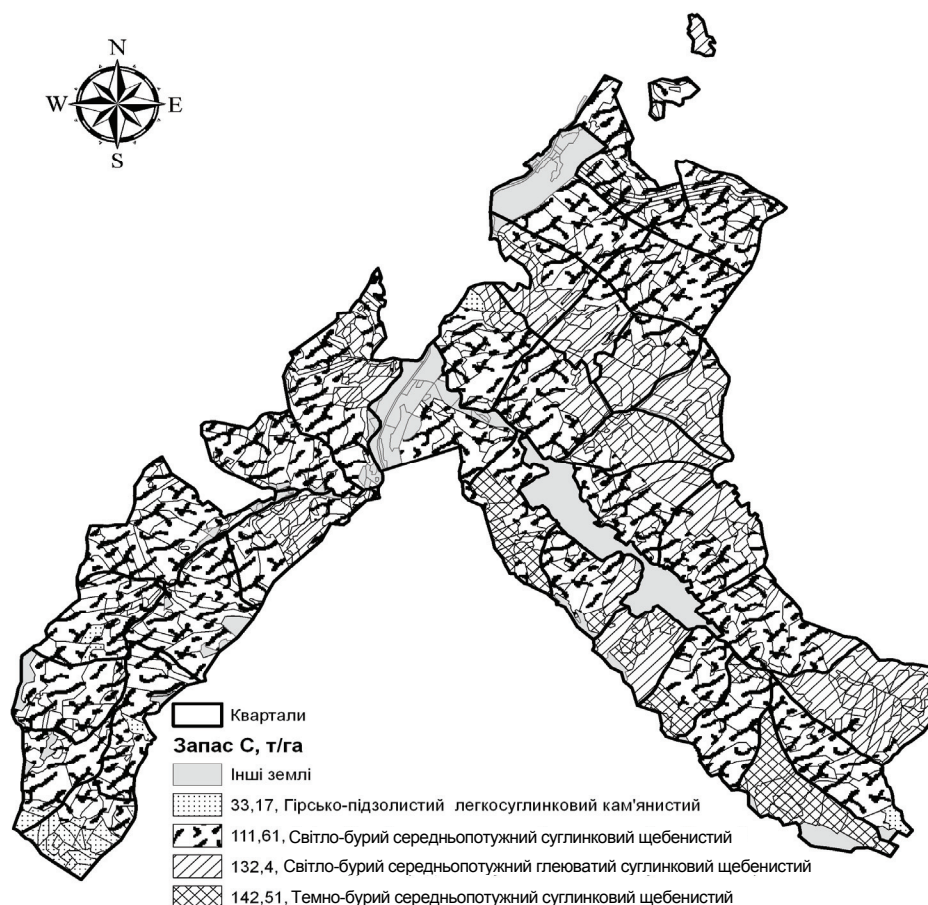 N
W E
S
Квартали
Запас С, т/га
Інші землі
33,17, Гірсько-підзолистий легкосуглинковий кам'янистий
111,61, Світло-бурий середньопотужний суглинковий щебенистий
132,4, Світло-бурий середньопотужний глеюватий суглинковий щебенистий
142,51, Темно-бурий середньопотужний суглинковий щебенистий